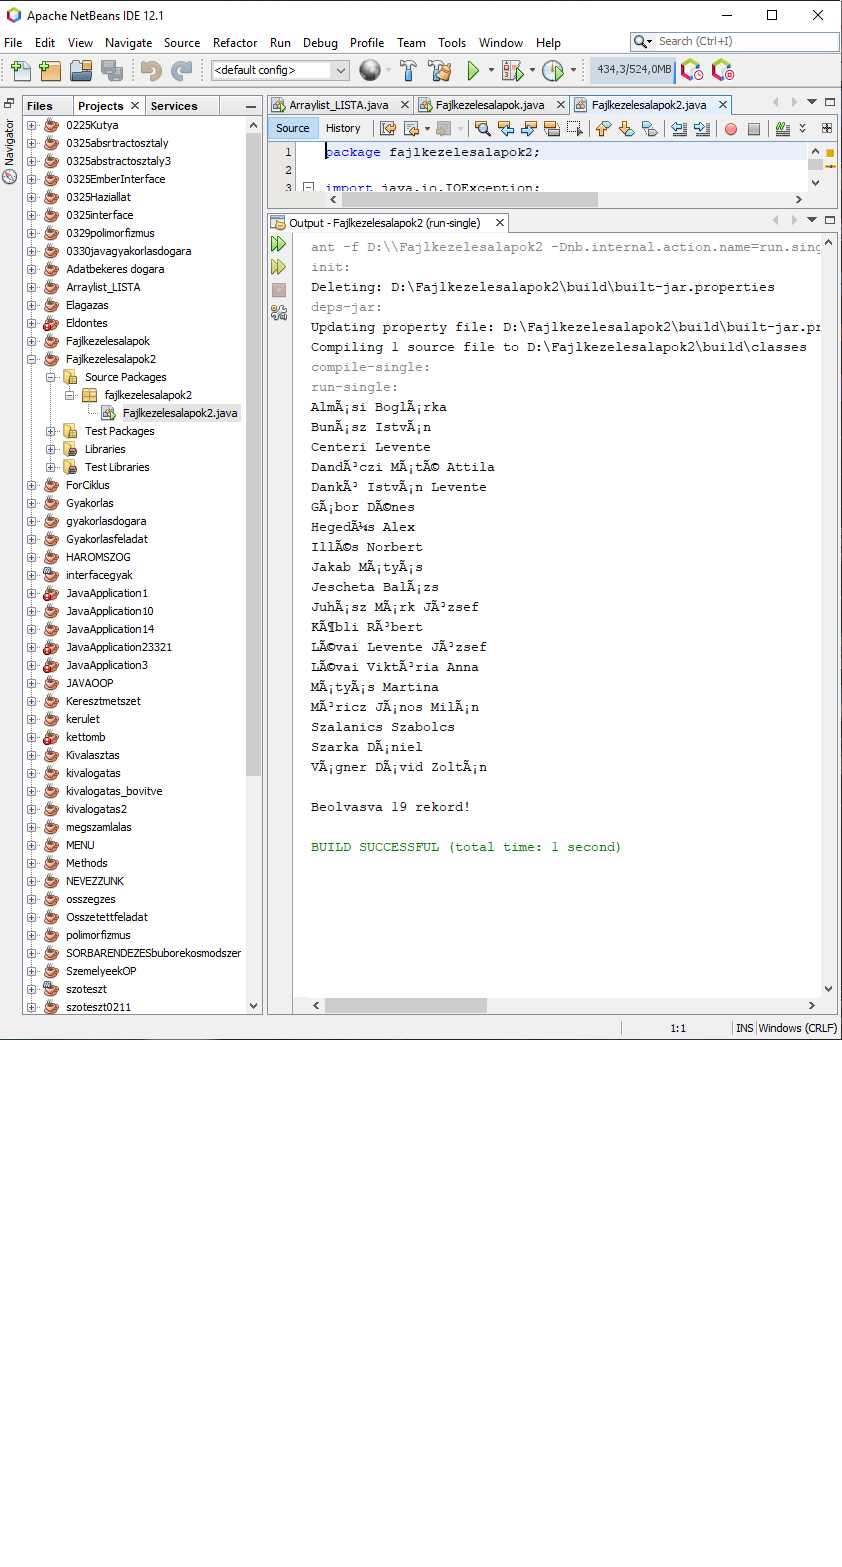 Apache NetBeans IDE 12.1
File Edit View Navigate Source Refactor Run Debug Profile Team Tools Window Help
Search (Ctrl+I)
<default config>
434,3/524,0MB
Navigator
Files Projects Services
0225Kutya
0325absrtractosztaly
0325abstractosztaly3
0325EmberInterface
0325Haziallat
0325interface
0329polimorfizmus
0330javagyakorlasdogara
Adatbekeres dogara
Arraylist_LISTA
Elagazas
Eldontes
Fajlkezelesalapok
Fajlkezelesalapok2
Source Packages
fajlkezelesalapok2
Fajlkezelesalapok2.java
Test Packages
Libraries
Test Libraries
ForCiklus
Gyakorlas
gyakorlasdogara
Gyakorlasfeladat
HAROMSZOG
interfacegyak
JavaApplication1
JavaApplication10
JavaApplication14
JavaApplication23321
JavaApplication3
JAVAOOP
Keresztmetszet
kerulet
kettomb
Kivalasztas
kivalogatas
kivalogatas_bovitve
kivalogatas2
megszamlalas
MENU
Methods
NEVEZZUNK
osszegzes
Osszetettfeladat
polimorfizmus
SORBARENDEZESbuborekosmodszer
SzemelyeekOP
szoteszt
szoteszt0211
Arraylist_LISTA.java Fajlkezelesalapok.java Fajlkezelesalapok2.java
Source History
1 package fajlkezelesalapok2;
2
3 import java.io.IOException;
Output - Fajlkezelesalapok2 (run-single)
ant -f D:\\Fajlkezelesalapok2 -Dnb.internal.action.name=run.sing
init:
Deleting: D:\Fajlkezelesalapok2\build\built-jar.properties
deps-jar:
Updating property file: D:\Fajlkezelesalapok2\build\built-jar.pr
Compiling 1 source file to D:\Fajlkezelesalapok2\build\classes
compile-single:
run-single:
AlmÃ¡si BoglÃ¡rka
BunÃ¡sz IstvÃ¡n
Centeri Levente
DandÃ³czi MÃ¡tÃ© Attila
DankÃ³ IstvÃ¡n Levente
GÃ¡bor DÃ©nes
HegedÃ¼s Alex
IllÃ©s Norbert
Jakab MÃ¡tyÃ¡s
Jescheta BalÃ¡zs
JuhÃ¡sz MÃ¡rk JÃ³zsef
KÃ¶bli RÃ³bert
LÃ©vai Levente JÃ³zsef
LÃ©vai ViktÃ³ria Anna
MÃ¡tyÃ¡s Martina
MÃ³ricz JÃ¡nos MilÃ¡n
Szalanics Szabolcs
Szarka DÃ¡niel
VÃ¡gner DÃ¡vid ZoltÃ¡n
Beolvasva 19 rekord!
BUILD SUCCESSFUL (total time: 1 second)
1:1 INS Windows (CRLF)